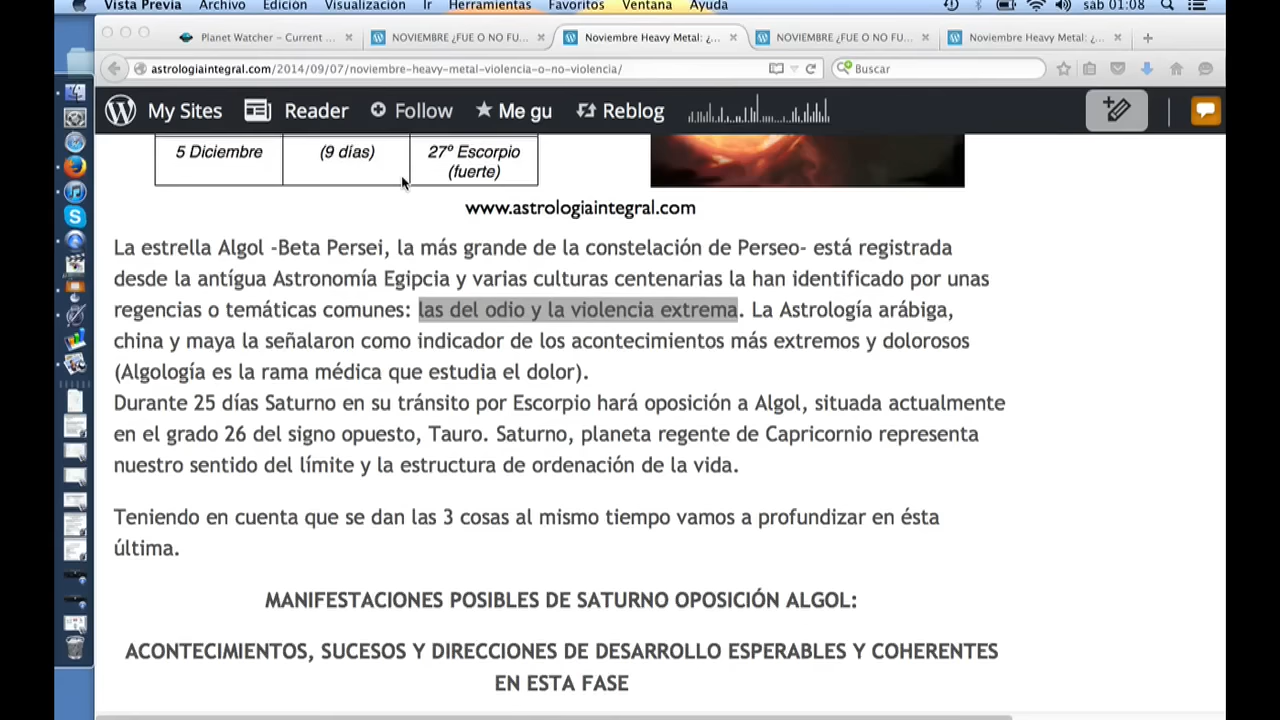 Vista Previa Archivo Edición Visualización Ir Herramientas Favoritos Ventana Ayuda sáb 01:08
Planet Watcher – Current ... NOVIEMBRE ¿FUE O NO FU... Noviembre Heavy Metal: ¿... NOVIEMBRE ¿FUE O NO FU... Noviembre Heavy Metal: ¿...
astrologiaintegral.com/2014/09/07/noviembre-heavy-metal-violencia-o-no-violencia/ Buscar
My Sites Reader Follow Me gu Reblog
5 Diciembre (9 días) 27º Escorpio
(fuerte)
www.astrologiaintegral.com
La estrella Algol -Beta Persei, la más grande de la constelación de Perseo- está registrada
desde la antígua Astronomía Egipcia y varias culturas centenarias la han identificado por unas
regencias o temáticas comunes: las del odio y la violencia extrema. La Astrología arábiga,
china y maya la señalaron como indicador de los acontecimientos más extremos y dolorosos
(Algología es la rama médica que estudia el dolor).
Durante 25 días Saturno en su tránsito por Escorpio hará oposición a Algol, situada actualmente
en el grado 26 del signo opuesto, Tauro. Saturno, planeta regente de Capricornio representa
nuestro sentido del límite y la estructura de ordenación de la vida.
Teniendo en cuenta que se dan las 3 cosas al mismo tiempo vamos a profundizar en ésta
última.
MANIFESTACIONES POSIBLES DE SATURNO OPOSICIÓN ALGOL:
ACONTECIMIENTOS, SUCESOS Y DIRECCIONES DE DESARROLLO ESPERABLES Y COHERENTES
EN ESTA FASE